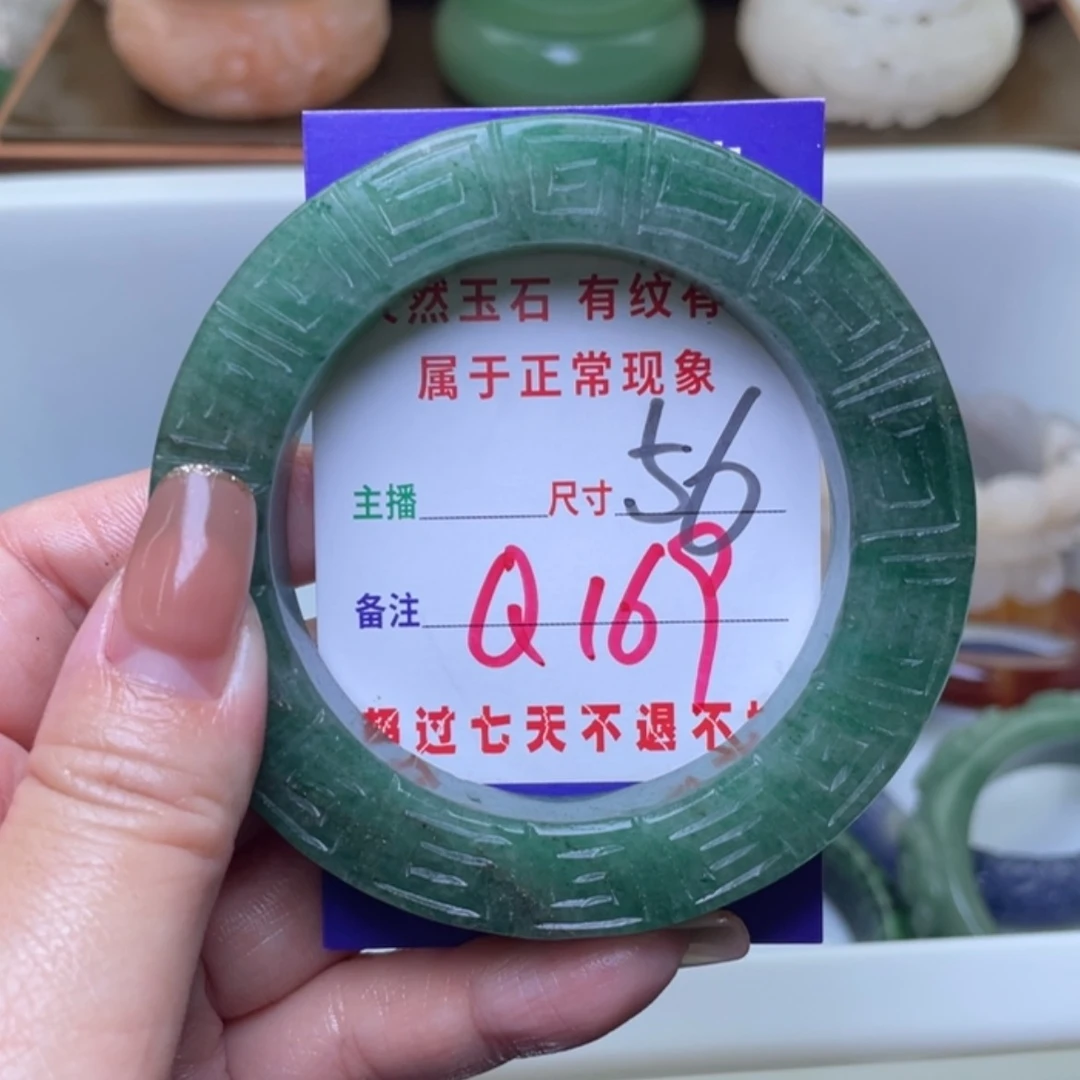 然玉石 有纹有
属于正常现象
主播 尺寸 56
备注 Q169
超过七天不退不